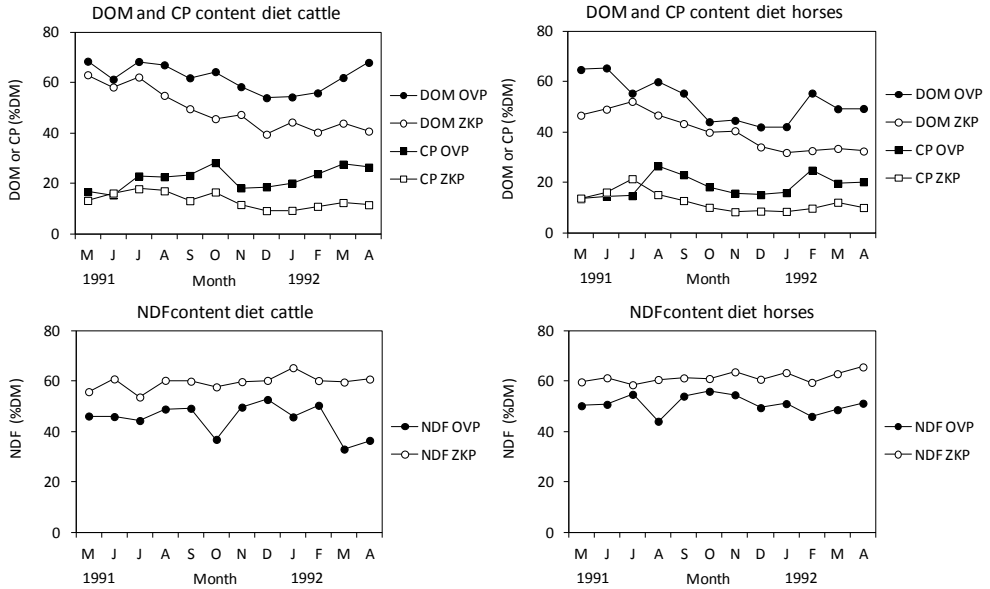 DOM and CP content diet cattle
DOM or CP (%DM)
80
60
40
20
0
M J J A S O N D J F M A
1991 Month 1992
DOM OVP
DOM ZKP
CP OVP
CP ZKP
DOM and CP content diet horses
DOM or CP (%DM)
80
60
40
20
0
M J J A S O N D J F M A
1991 Month 1992
DOM OVP
DOM ZKP
CP OVP
CP ZKP
NDFcontent diet cattle
NDF (%DM)
80
60
40
20
0
M J J A S O N D J F M A
1991 Month 1992
NDF OVP
NDF ZKP
NDFcontent diet horses
NDF (%DM)
80
60
40
20
0
M J J A S O N D J F M A
1991 Month 1992
NDF OVP
NDF ZKP